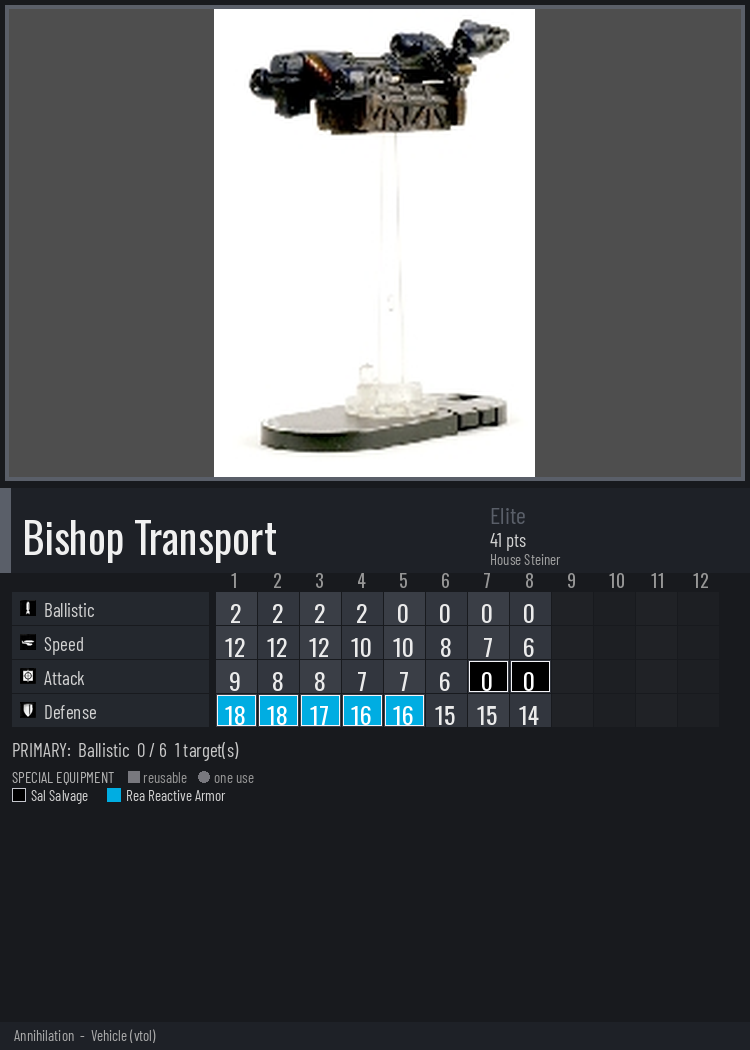 Bishop Transport
Elite
41 pts
House Steiner
1 2 3 4 5 6 7 8 9 10 11 12
Ballistic 2 2 2 2 0 0 0 0
Speed 12 12 12 10 10 8 7 6
Attack 9 8 8 7 7 6 0 0
Defense 18 18 17 16 16 15 15 14
PRIMARY: Ballistic 0 / 6 1 target(s)
SPECIAL EQUIPMENT reusable one use
Sal Salvage Rea Reactive Armor
Annihilation - Vehicle (vtol)